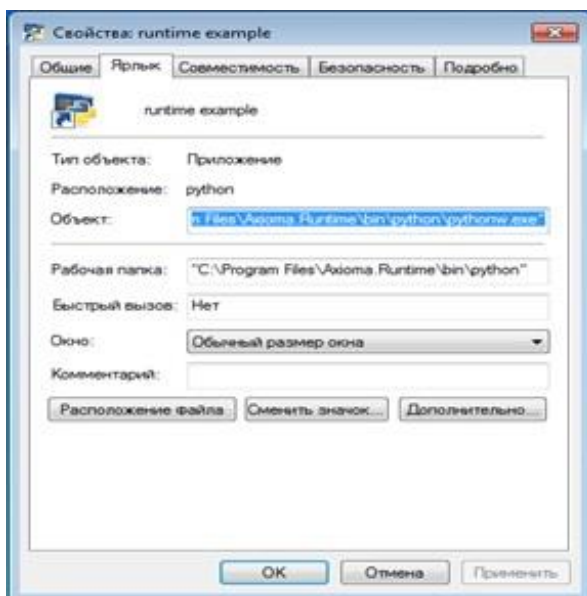 Свойства: runtime example
Общие Ярлык Совместимость Безопасность Подробно
runtime example
Тип объекта: Приложение
Расположение: python
Объект: n Files\Axioma.Runtime\bin\python\pythonw.exe"
Рабочая папка: "C:\Program Files\Axioma.Runtime\bin\python"
Быстрый вызов: Нет
Окно: Обычный размер окна
Комментарий:
Расположение файла Сменить значок... Дополнительно...
OK Отмена Применить